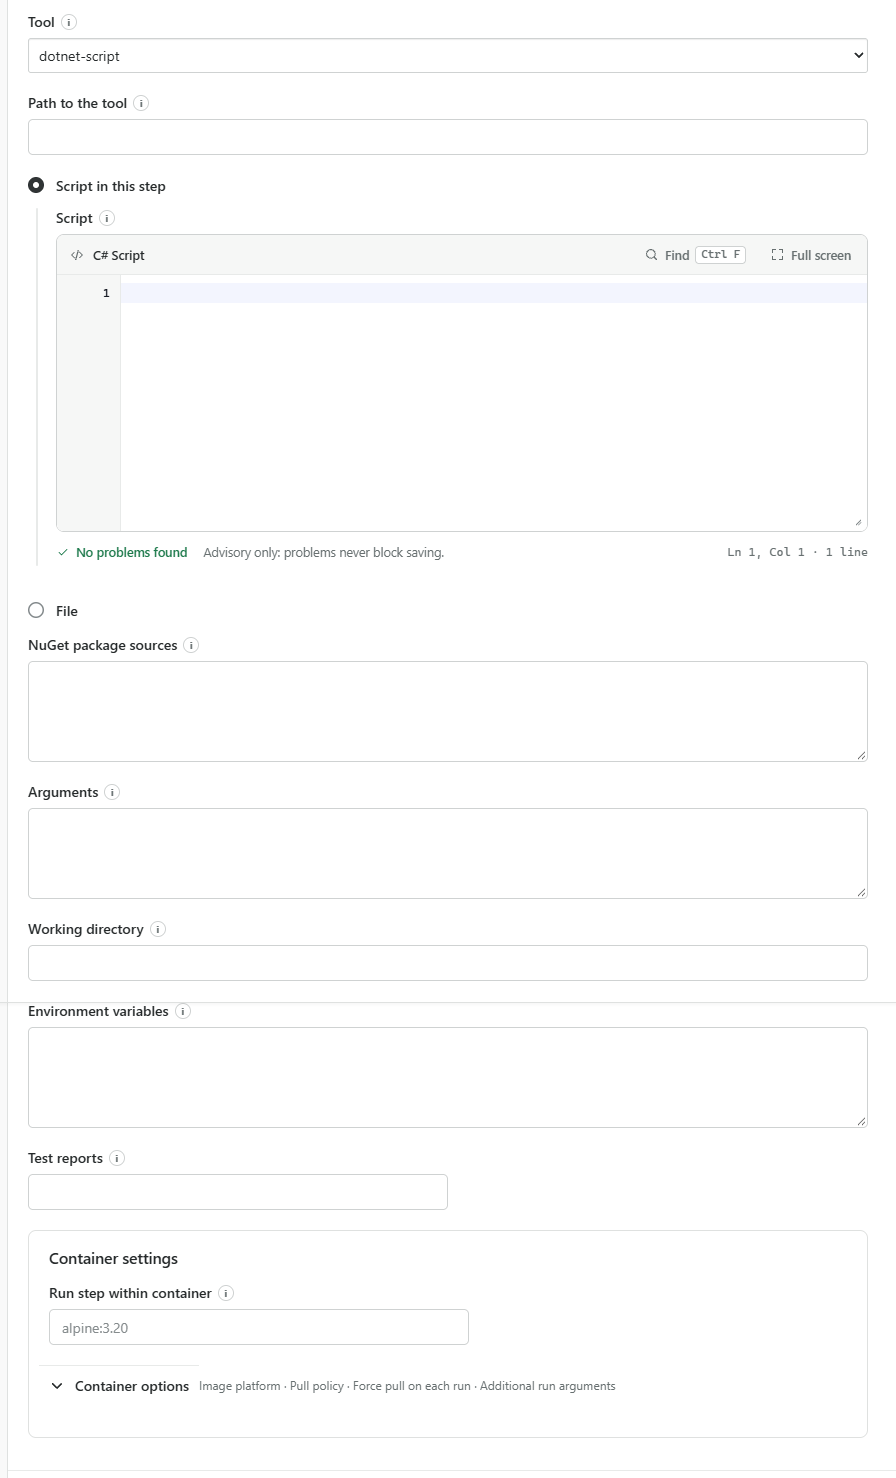 Tool
dotnet-script
Path to the tool
Script in this step
Script
C# Script Find Ctrl F Full screen
1
No problems found Advisory only: problems never block saving. Ln 1, Col 1 · 1 line
File
NuGet package sources
Arguments
Working directory
Environment variables
Test reports
Container settings
Run step within container
alpine:3.20
Container options Image platform · Pull policy · Force pull on each run · Additional run arguments